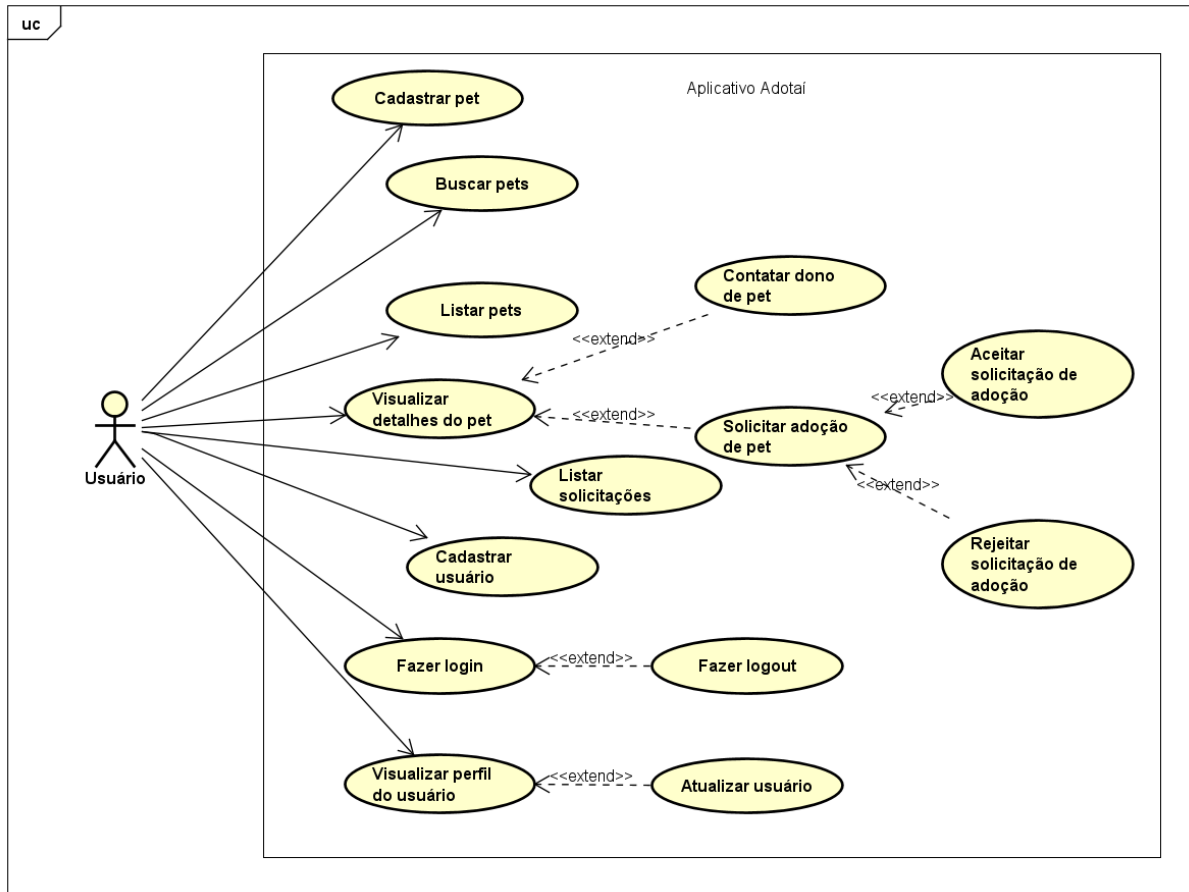 uc
Aplicativo Adotaí
Cadastrar pet
Buscar pets
Contatar dono
de pet
Listar pets
<<extend>>
Aceitar
solicitação de
adoção
Visualizar
detalhes do pet
<<extend>>
Solicitar adoção
de pet
<<extend>>
Usuário
Listar
solicitações
<<extend>>
Cadastrar
usuário
Rejeitar
solicitação de
adoção
Fazer login
<<extend>>
Fazer logout
Visualizar perfil
do usuário
<<extend>>
Atualizar usuário